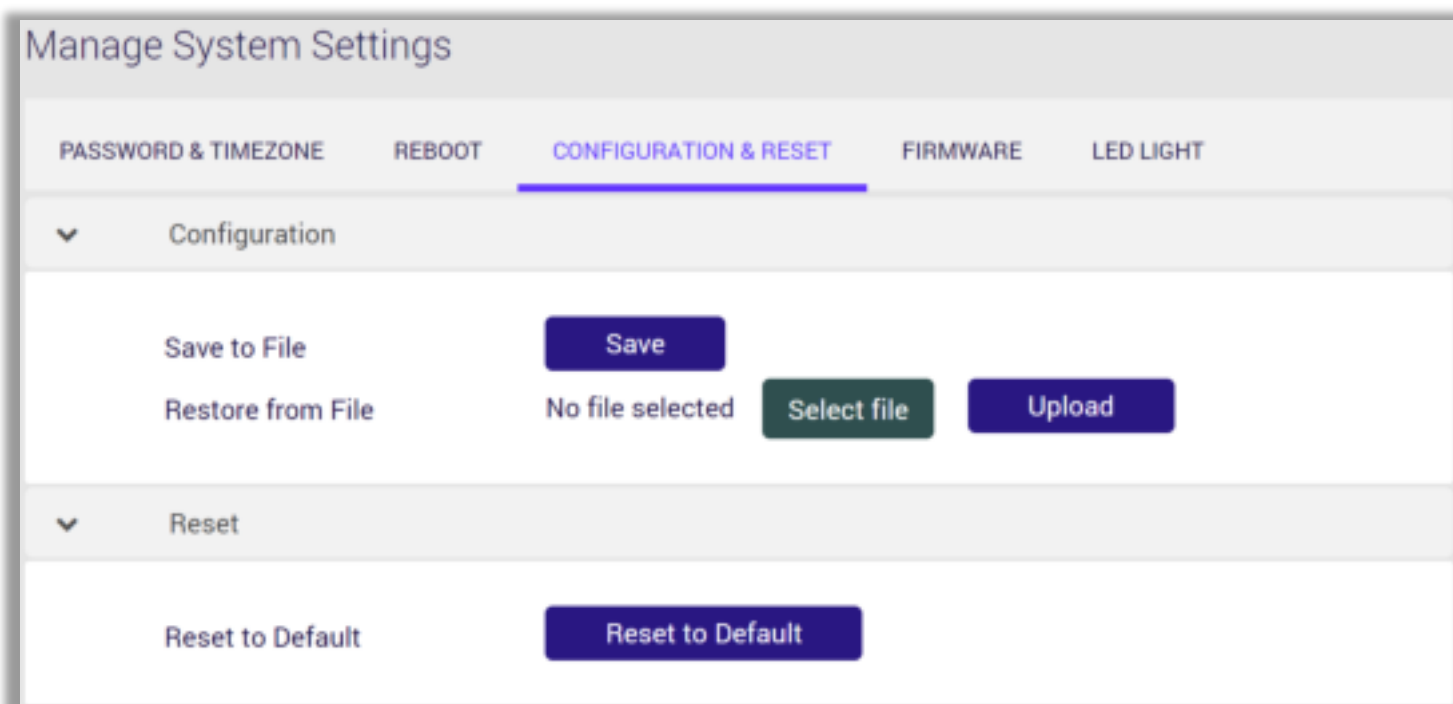 Manage System Settings
PASSWORD & TIMEZONE REBOOT CONFIGURATION & RESET FIRMWARE LED LIGHT
Configuration
Save to File Save
Restore from File No file selected Select file Upload
Reset
Reset to Default Reset to Default